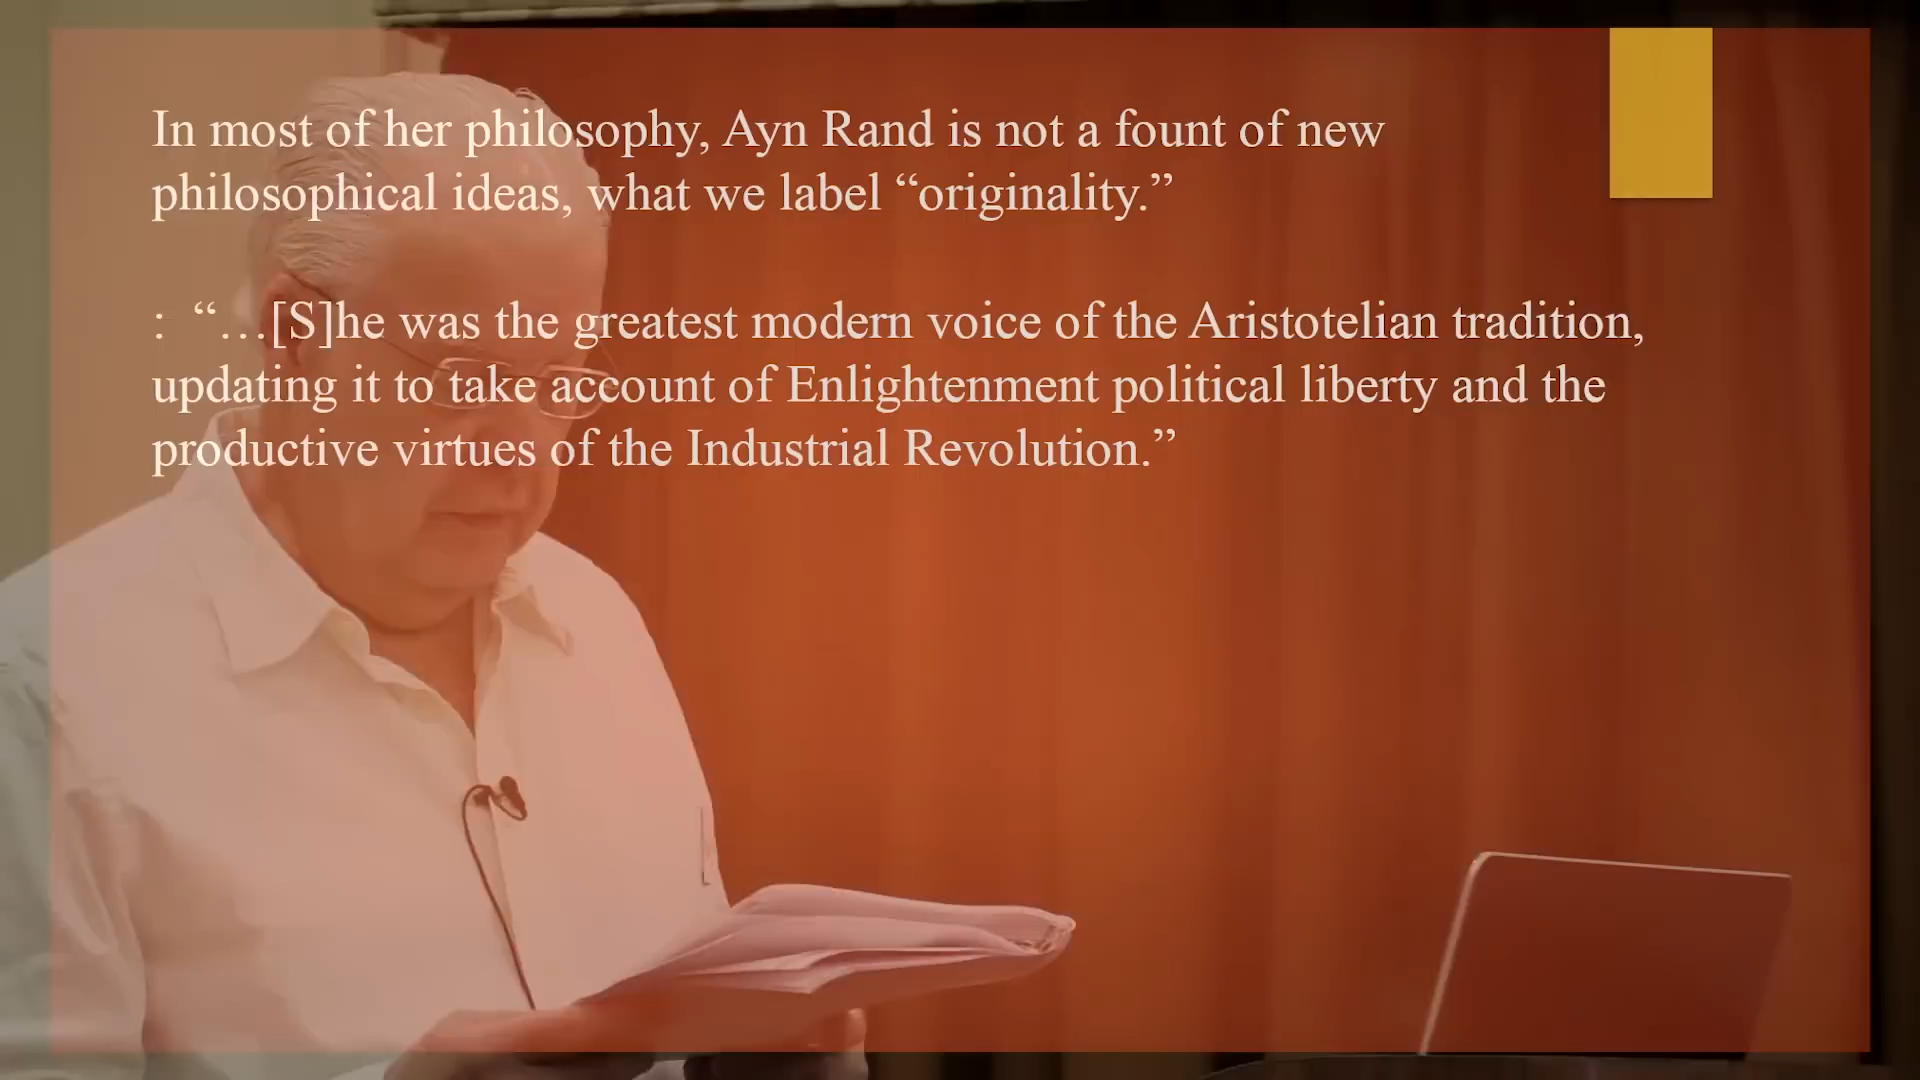 In most of her philosophy, Ayn Rand is not a fount of new
philosophical ideas, what we label “originality.”
: “…[S]he was the greatest modern voice of the Aristotelian tradition,
updating it to take account of Enlightenment political liberty and the
productive virtues of the Industrial Revolution.”